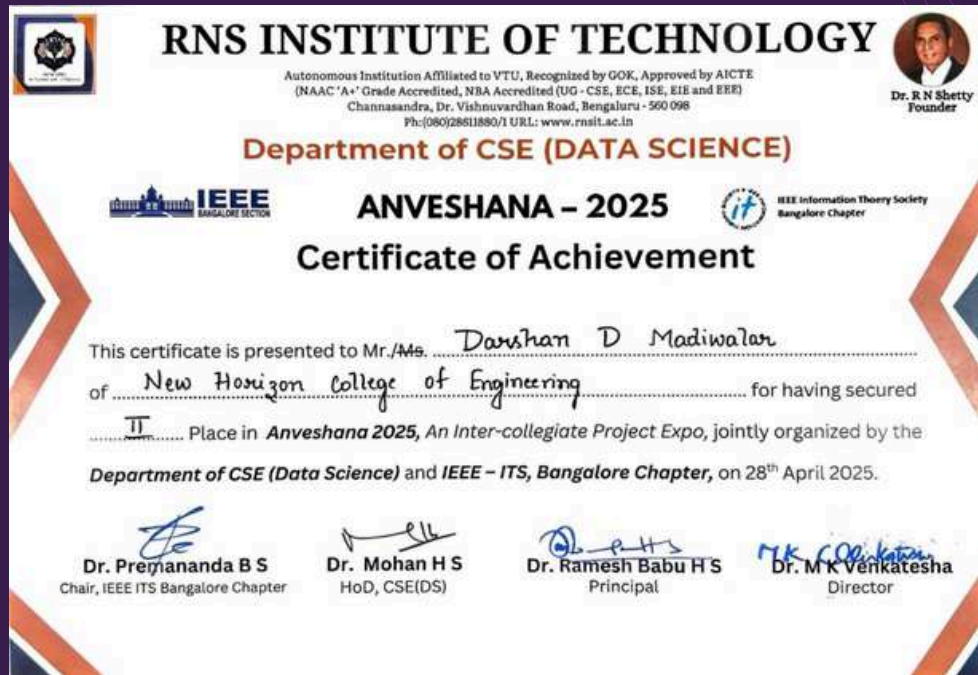 RNS INSTITUTE OF TECHNOLOGY
Autonomous Institution Affiliated to VTU, Recognized by GOK, Approved by AICTE
(NAAC 'A+' Grade Accredited, NBA Accredited (UG - CSE, ECE, ISE, EIE and EEE)
Channasandra, Dr. Vishnuvardhan Road, Bengaluru - 560 098
Ph:(080)28611880/1 URL: www.rnsit.ac.in
Dr. R N Shetty
Founder
Department of CSE (DATA SCIENCE)
IEEE
BANGALORE SECTION
ANVESHANA – 2025
it
IEEE Information Thoery Society
Bangalore Chapter
Certificate of Achievement
This certificate is presented to Mr./Ms. Darshan D Madiwalar
of New Horizon College of Engineering for having secured
II Place in Anveshana 2025, An Inter-collegiate Project Expo, jointly organized by the
Department of CSE (Data Science) and IEEE – ITS, Bangalore Chapter, on 28th April 2025.
Dr. Premananda B S
Chair, IEEE ITS Bangalore Chapter
Dr. Mohan H S
HoD, CSE(DS)
Dr. Ramesh Babu H S
Principal
Dr. M K Venkatesha
Director